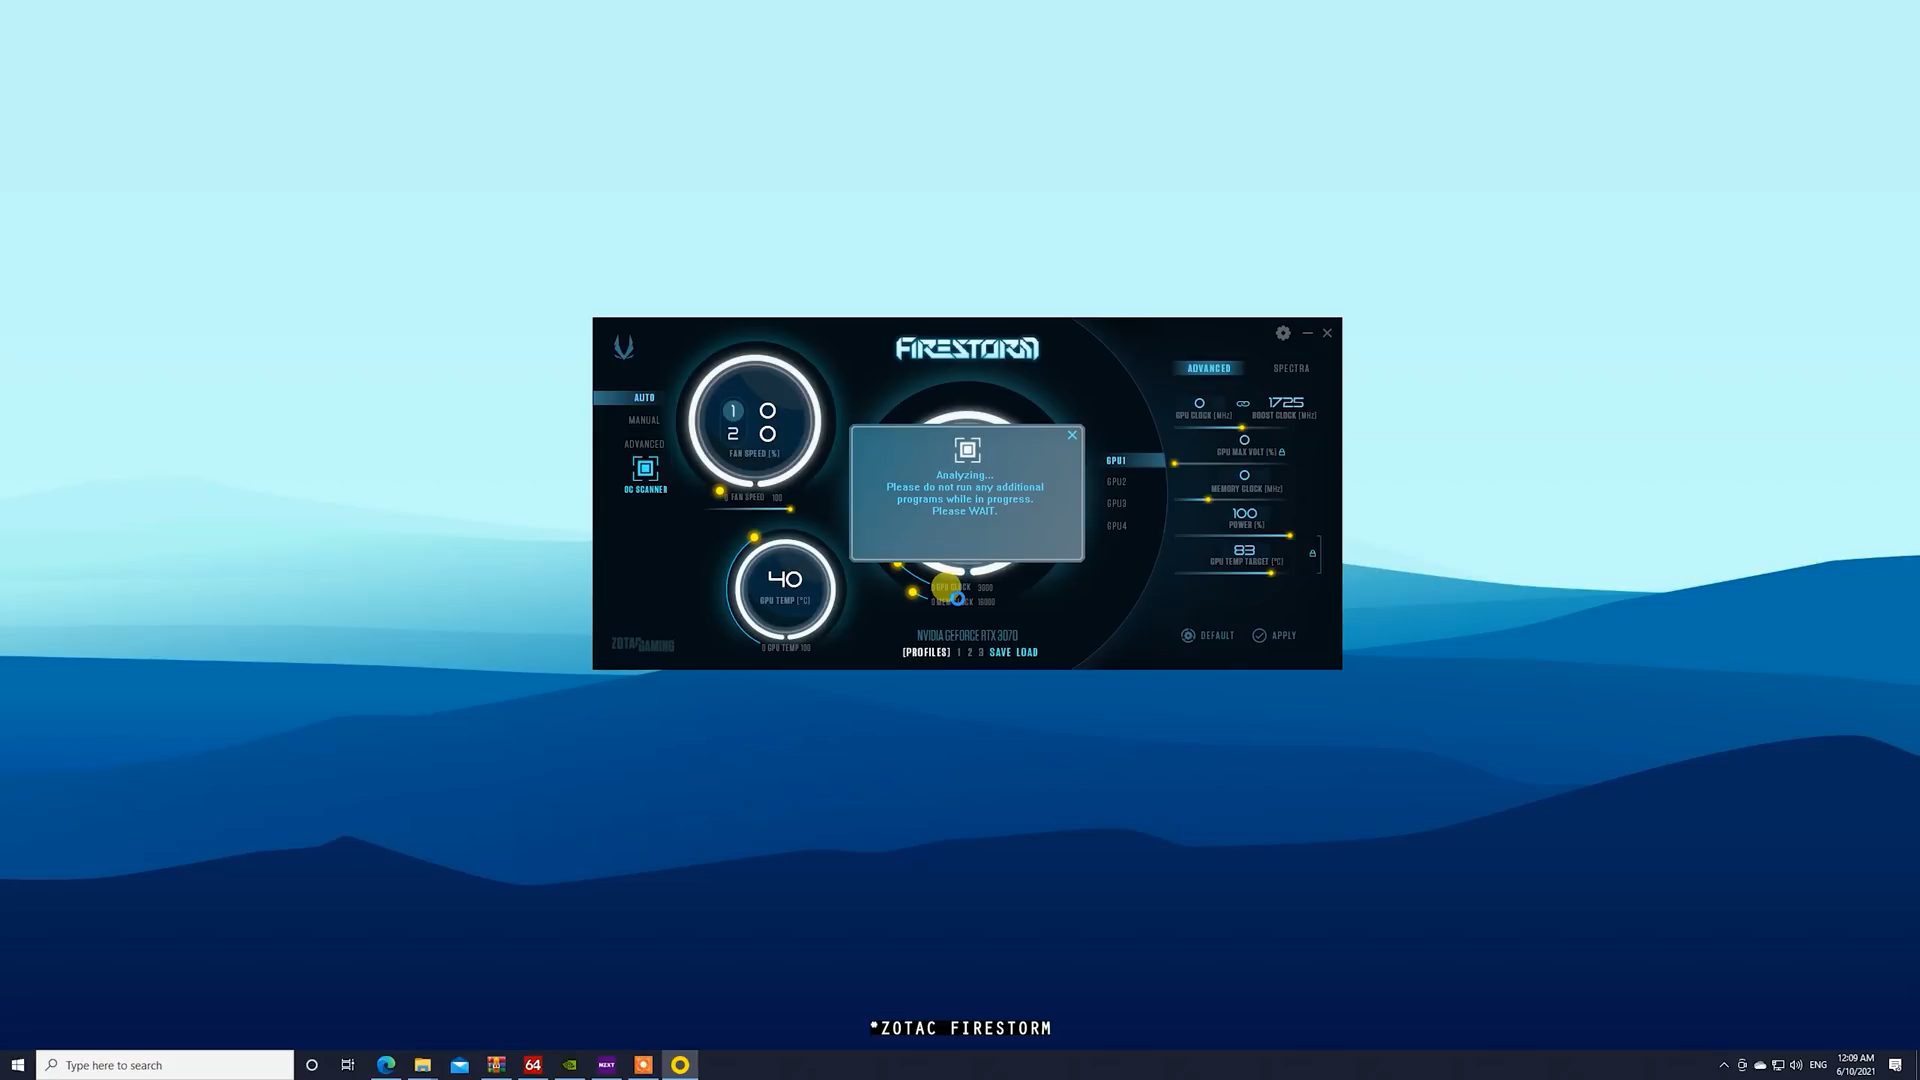 FIRESTORM
AUTO
MANUAL
ADVANCED
OC SCANNER
1 0
2 0
FAN SPEED [%]
FAN SPEED 100
40
GPU TEMP [°C]
0 GPU TEMP 100
ZOTAC GAMING
Analyzing...
Please do not run any additional
programs while in progress.
Please WAIT.
3000
16000
NVIDIA GEFORCE RTX 3070
[PROFILES] 1 2 3 SAVE LOAD
GPU1
GPU2
GPU3
GPU4
ADVANCED SPECTRA
0 1725
GPU CLOCK [MHz] BOOST CLOCK [MHz]
0
GPU MAX VOLT [%]
0
MEMORY CLOCK [MHz]
100
POWER [%]
83
GPU TEMP TARGET [°C]
DEFAULT APPLY
*ZOTAC FIRESTORM
Type here to search
64
NEXT
ENG
12:09 AM
6/10/2021